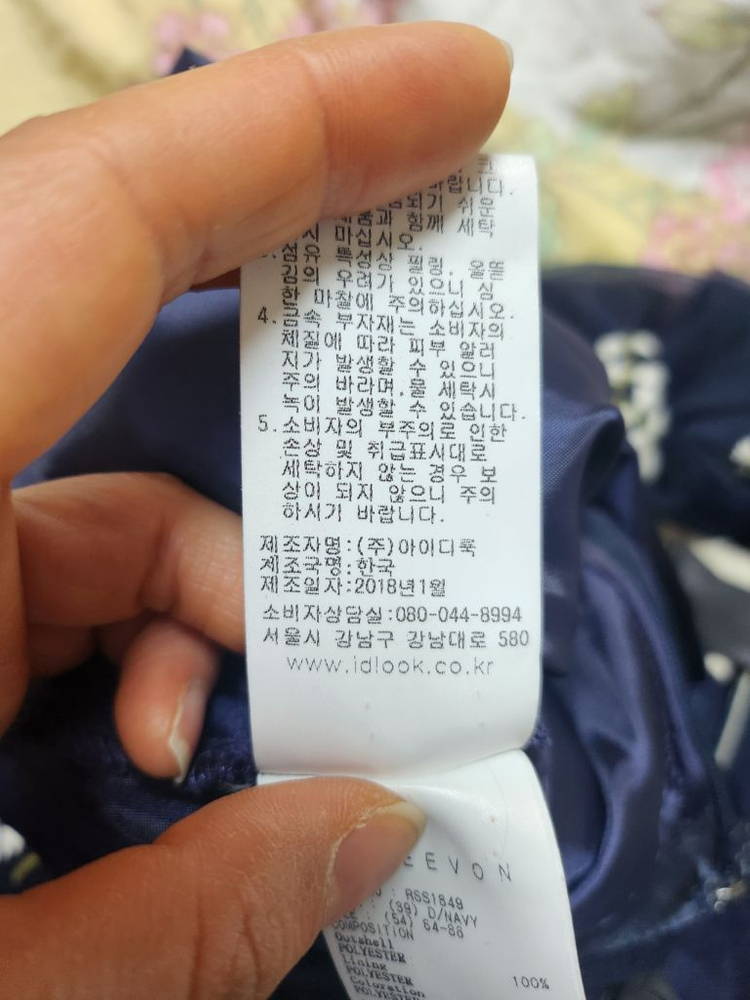 랍니다.
되기 쉬운
함께 세탁
시 마십시오.
섬유 특성상 필링, 올뜯
김의 우려가 있으니 심
한 마찰에 주의하십시오.
4. 금속 부자재는 소비자의
체질에 따라 피부 알러
지가 발생할 수 있으니
주의 바라며,물 세탁시
녹이 발생할 수 있습니다.
5. 소비자의 부주의로 인한
손상 및 취급표시대로
세탁하지 않는 경우 보
상이 되지 않으니 주의
하시기 바랍니다.
제조자명:(주)아이디룩
제조국명:한국
제조일자:2018년1월
소비자상담실:080-044-8994
서울시 강남구 강남대로 580
www.idlook.co.kr
EEVON
: RSS1849
: (39) D/NAVY
: (54) 64-88
COMPOSITION
Outshell
POLYESTER 100%
Lining
POLYESTER
Coloration
POLYESTER